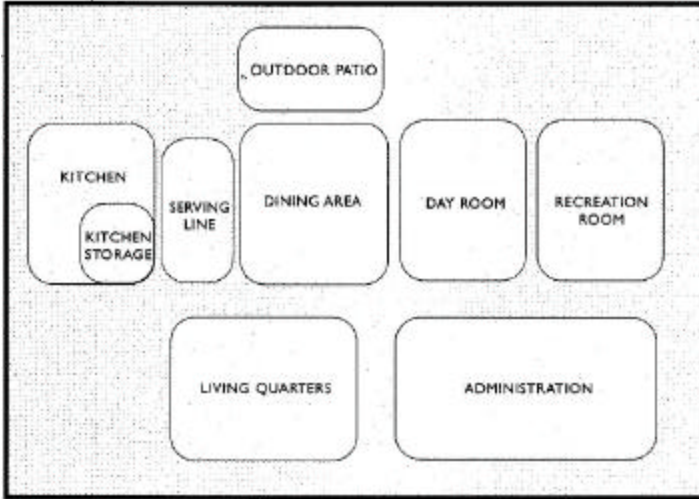 OUTDOOR PATIO
KITCHEN
KITCHEN
STORAGE
SERVING
LINE
DINING AREA
DAY ROOM
RECREATION
ROOM
LIVING QUARTERS
ADMINISTRATION